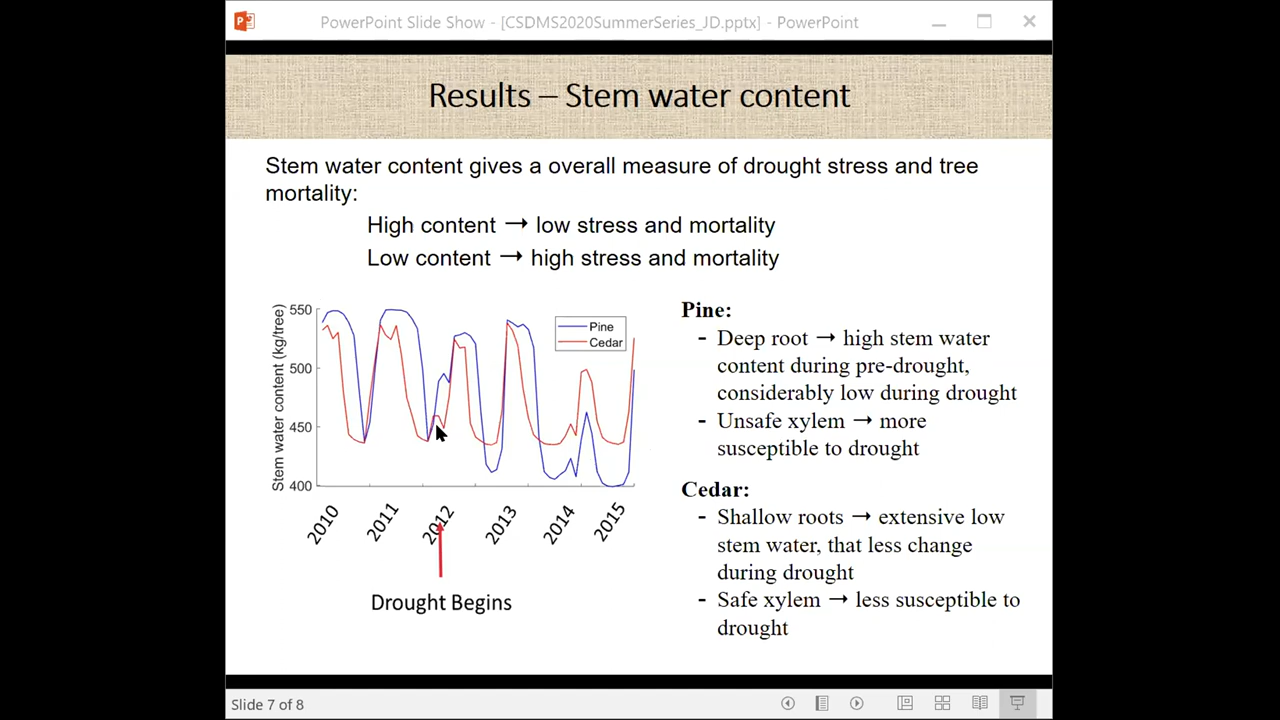 PowerPoint Slide Show - [CSDMS2020SummerSeries_JD.pptx] - PowerPoint
Results – Stem water content
Stem water content gives a overall measure of drought stress and tree
mortality:
High content → low stress and mortality
Low content → high stress and mortality
Stem water content (kg/tree)
550
500
450
400
Pine
Cedar
2010
2011
2012
2013
2014
2015
Drought Begins
Pine:
- Deep root → high stem water
content during pre-drought,
considerably low during drought
- Unsafe xylem → more
susceptible to drought
Cedar:
- Shallow roots → extensive low
stem water, that less change
during drought
- Safe xylem → less susceptible to
drought
Slide 7 of 8